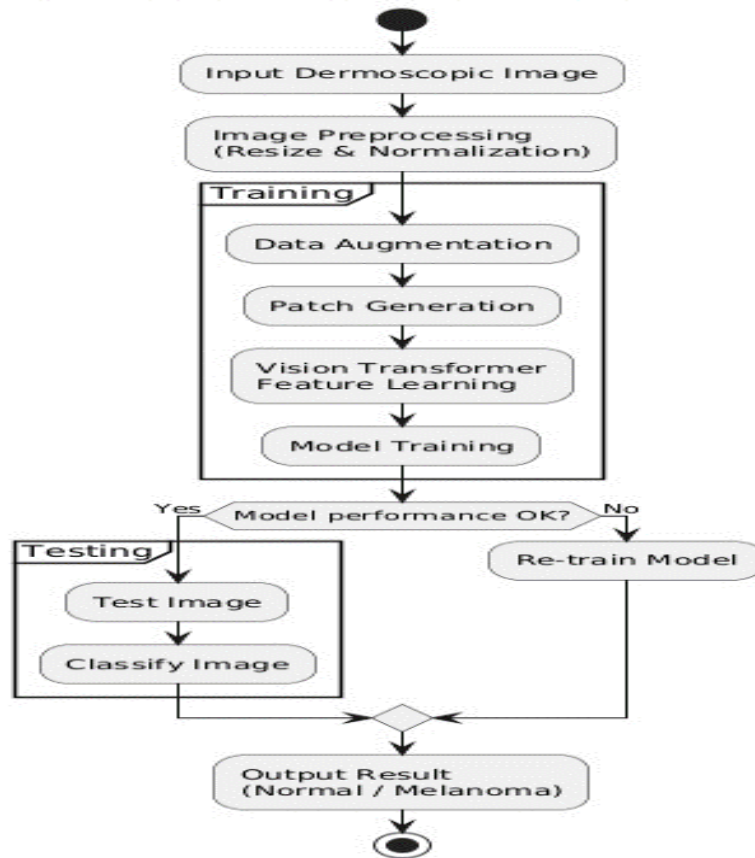 Input Dermoscopic Image
Image Preprocessing
(Resize & Normalization)
Training
Data Augmentation
Patch Generation
Vision Transformer
Feature Learning
Model Training
Yes
Model performance OK?
No
Testing
Re-train Model
Test Image
Classify Image
Output Result
(Normal / Melanoma)